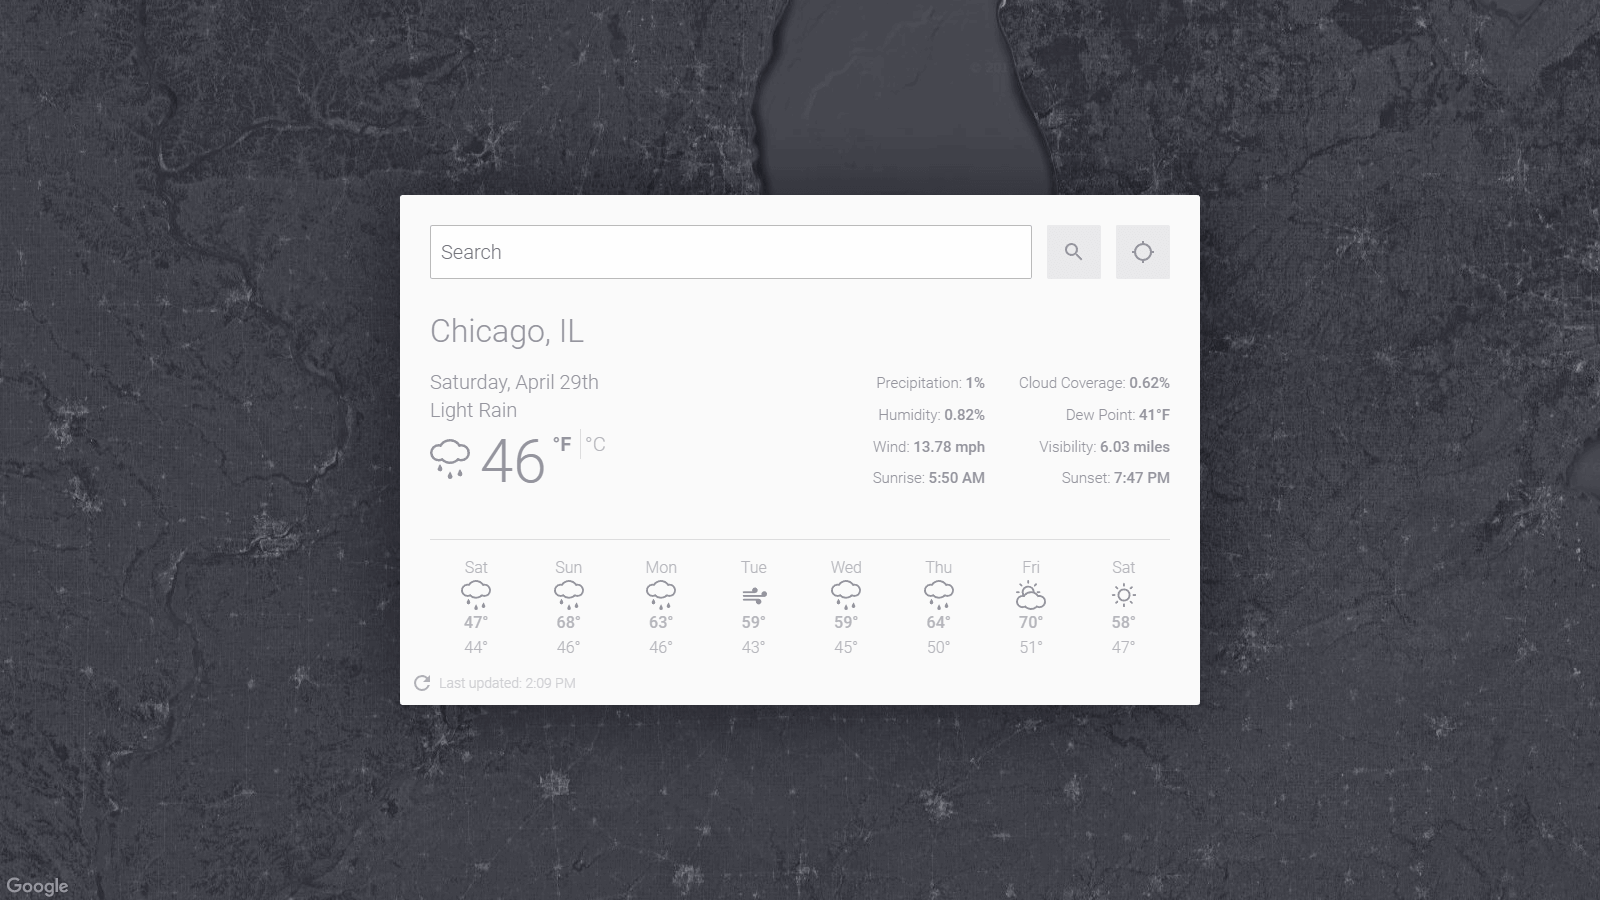 Search
Chicago, IL
Saturday, April 29th
Light Rain
46 °F °C
Precipitation: 1% Cloud Coverage: 0.62%
Humidity: 0.82% Dew Point: 41°F
Wind: 13.78 mph Visibility: 6.03 miles
Sunrise: 5:50 AM Sunset: 7:47 PM
Sat Sun Mon Tue Wed Thu Fri Sat
47° 68° 63° 59° 59° 64° 70° 58°
44° 46° 46° 43° 45° 50° 51° 47°
Last updated: 2:09 PM
Google